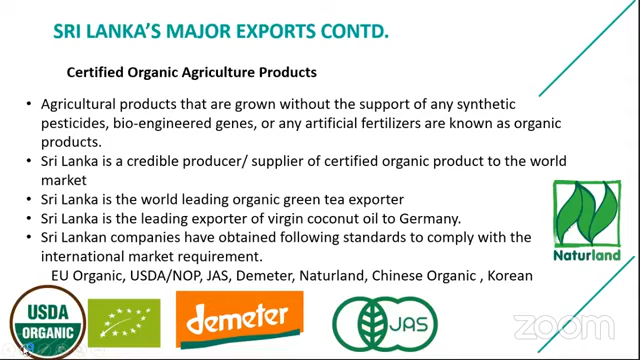 SRI LANKA'S MAJOR EXPORTS CONTD.
Certified Organic Agriculture Products
• Agricultural products that are grown without the support of any synthetic
pesticides, bio-engineered genes, or any artificial fertilizers are known as organic
products.
• Sri Lanka is a credible producer/ supplier of certified organic product to the world
market
• Sri Lanka is the world leading organic green tea exporter
• Sri Lanka is the leading exporter of virgin coconut oil to Germany.
• Sri Lankan companies have obtained following standards to comply with the
international market requirement.
EU Organic, USDA/NOP, JAS, Demeter, Naturland, Chinese Organic , Korean
Naturland
USDA
ORGANIC
demeter
JAS
zoom